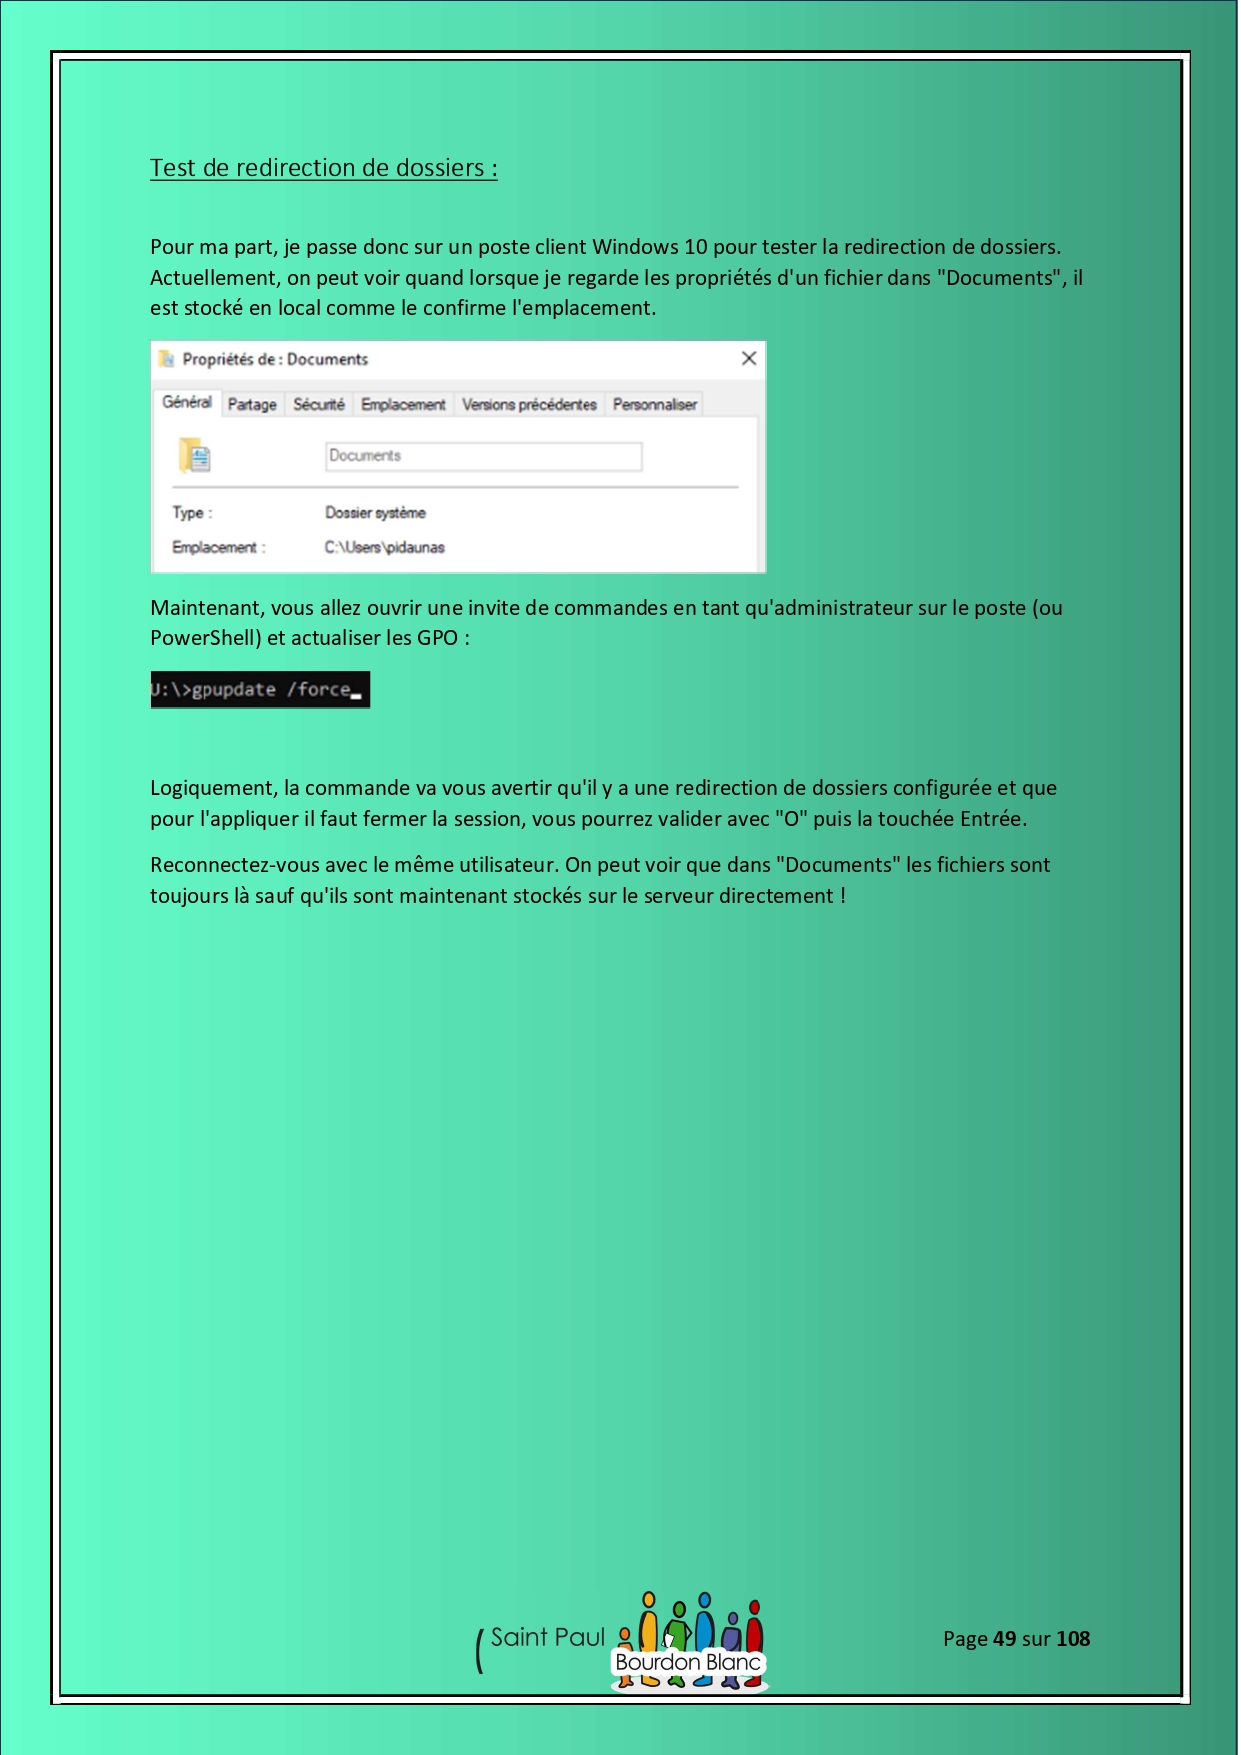 Test de redirection de dossiers :
Pour ma part, je passe donc sur un poste client Windows 10 pour tester la redirection de dossiers.
Actuellement, on peut voir quand lorsque je regarde les propriétés d'un fichier dans "Documents", il
est stocké en local comme le confirme l'emplacement.
Propriétés de : Documents
Général Partage Sécurité Emplacement Versions précédentes Personnaliser
Documents
Type : Dossier système
Emplacement : C:\Users\pidaunas
Maintenant, vous allez ouvrir une invite de commandes en tant qu'administrateur sur le poste (ou
PowerShell) et actualiser les GPO :
U:\>gpupdate /force
Logiquement, la commande va vous avertir qu'il y a une redirection de dossiers configurée et que
pour l'appliquer il faut fermer la session, vous pourrez valider avec "O" puis la touchée Entrée.
Reconnectez-vous avec le même utilisateur. On peut voir que dans "Documents" les fichiers sont
toujours là sauf qu'ils sont maintenant stockés sur le serveur directement !
Saint Paul
Bourdon Blanc
Page 49 sur 108